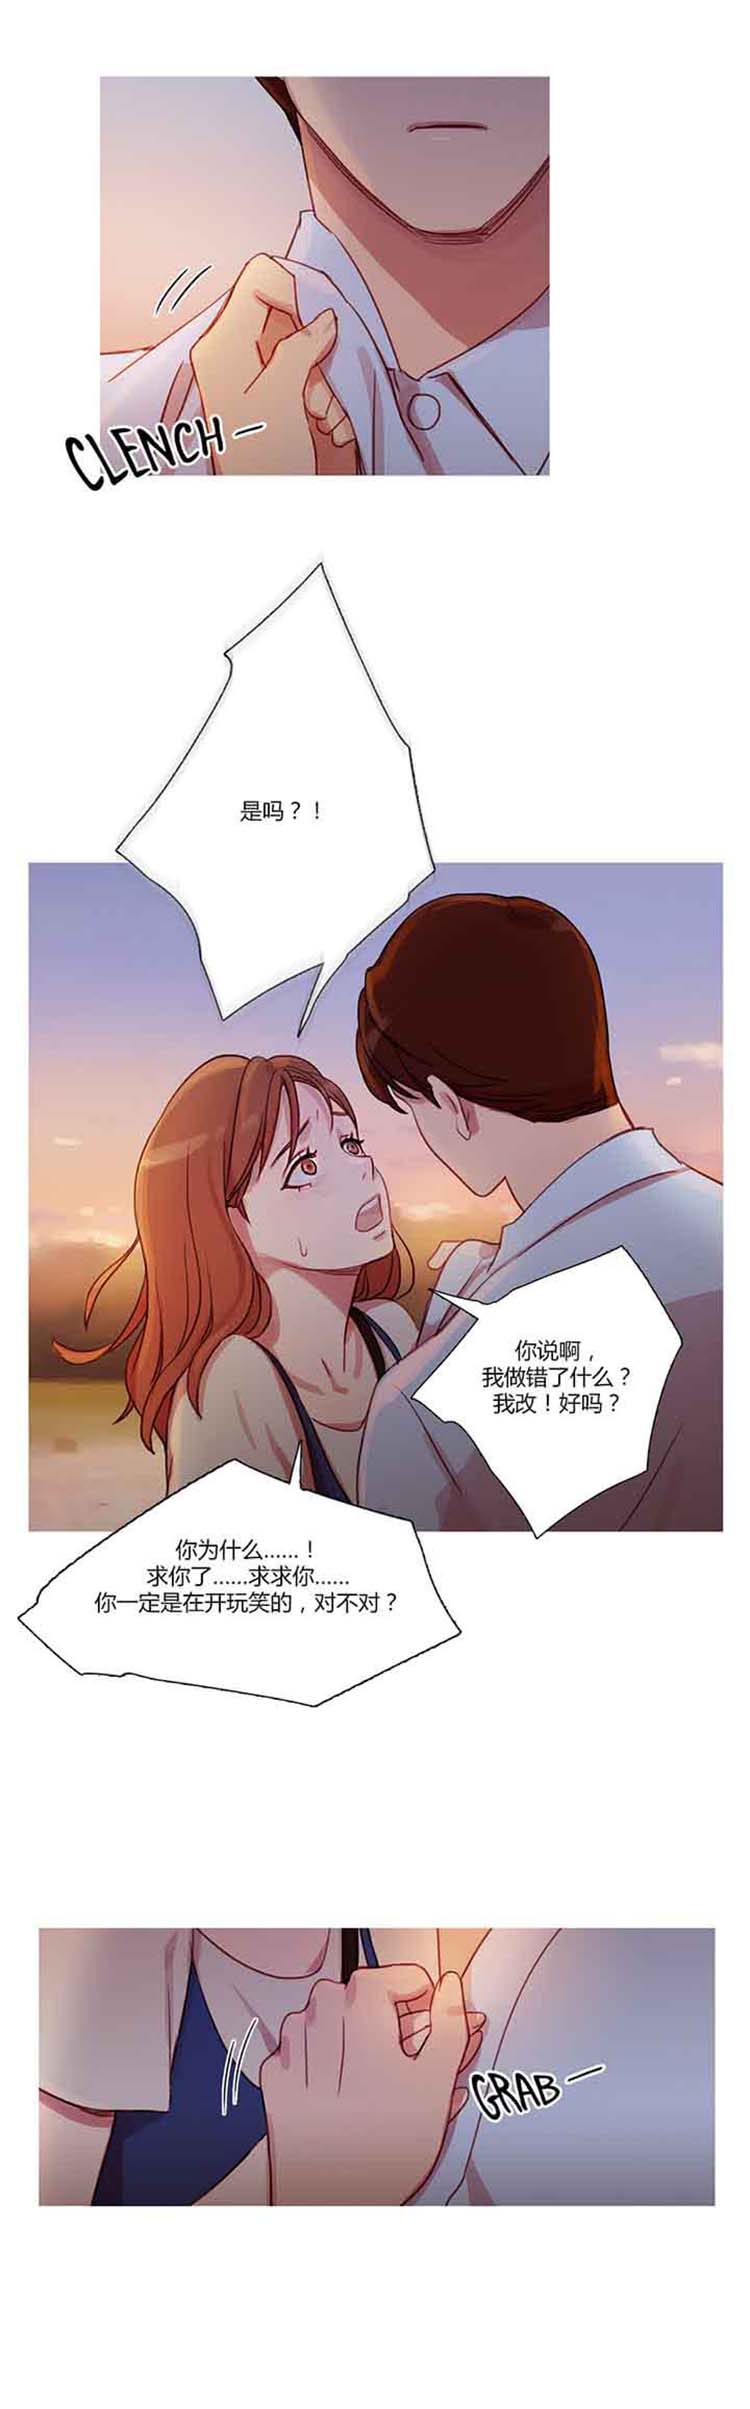 CLENCH
是吗？！
你说啊，
我做错了什么？
我改！好吗？
你为什么……！
求你了……求求你……
你一定是在开玩笑的，对不对？
GRAB